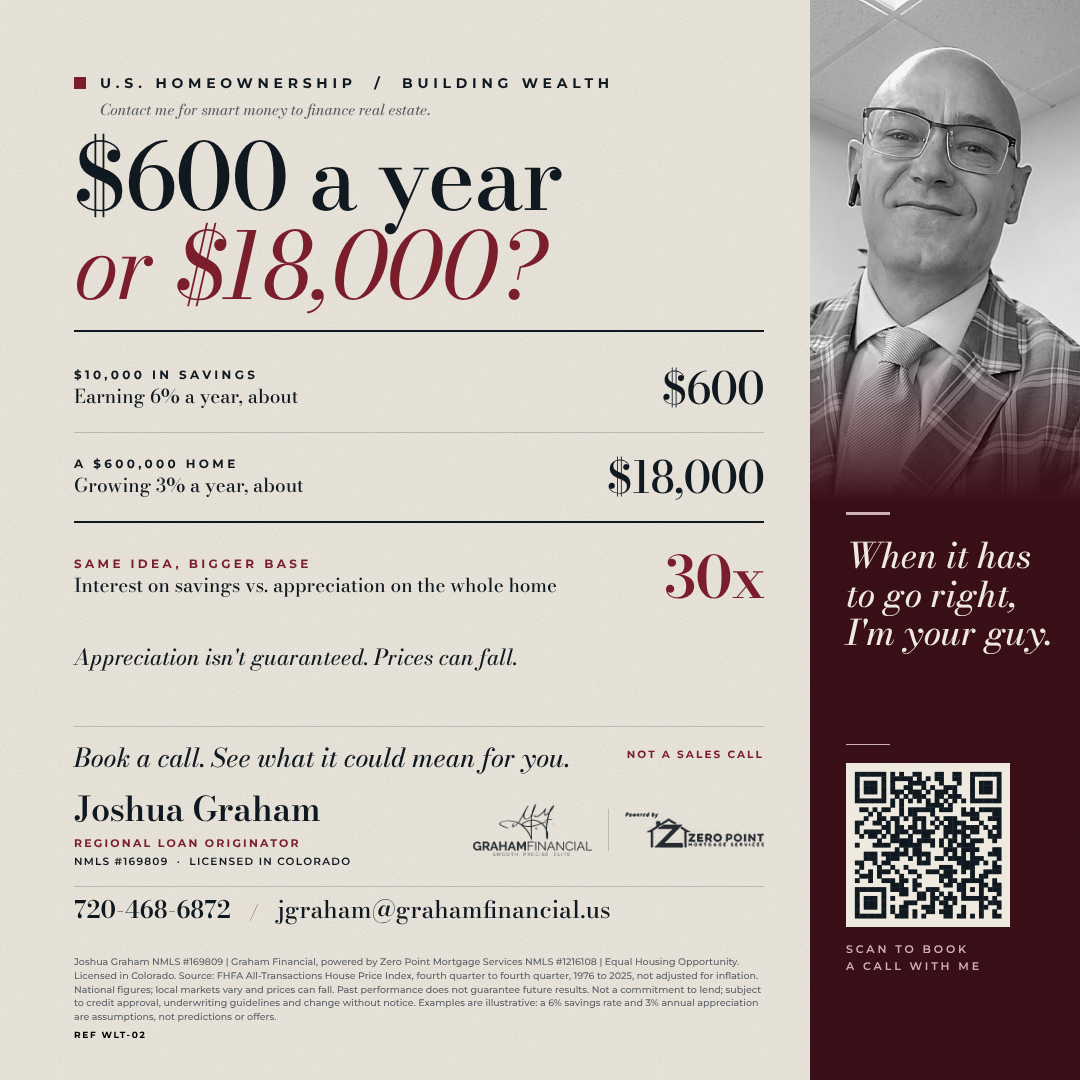 U.S. HOMEOWNERSHIP / BUILDING WEALTH
Contact me for smart money to finance real estate.
$600 a year
or $18,000?
$10,000 IN SAVINGS
Earning 6% a year, about
$600
A $600,000 HOME
Growing 3% a year, about
$18,000
SAME IDEA, BIGGER BASE
Interest on savings vs. appreciation on the whole home
30x
Appreciation isn't guaranteed. Prices can fall.
Book a call. See what it could mean for you.
NOT A SALES CALL
Joshua Graham
REGIONAL LOAN ORIGINATOR
NMLS #169809 · LICENSED IN COLORADO
GRAHAMFINANCIAL
SMOOTH. PRECISE. ELITE.
Powered by
ZERO POINT
MORTGAGE SERVICES
720-468-6872 / jgraham@grahamfinancial.us
Joshua Graham NMLS #169809 | Graham Financial, powered by Zero Point Mortgage Services NMLS #1216108 | Equal Housing Opportunity.
Licensed in Colorado. Source: FHFA All-Transactions House Price Index, fourth quarter to fourth quarter, 1976 to 2025, not adjusted for inflation.
National figures; local markets vary and prices can fall. Past performance does not guarantee future results. Not a commitment to lend; subject
to credit approval, underwriting guidelines and change without notice. Examples are illustrative: a 6% savings rate and 3% annual appreciation
are assumptions, not predictions or offers.
REF WLT-02
When it has
to go right,
I'm your guy.
SCAN TO BOOK
A CALL WITH ME